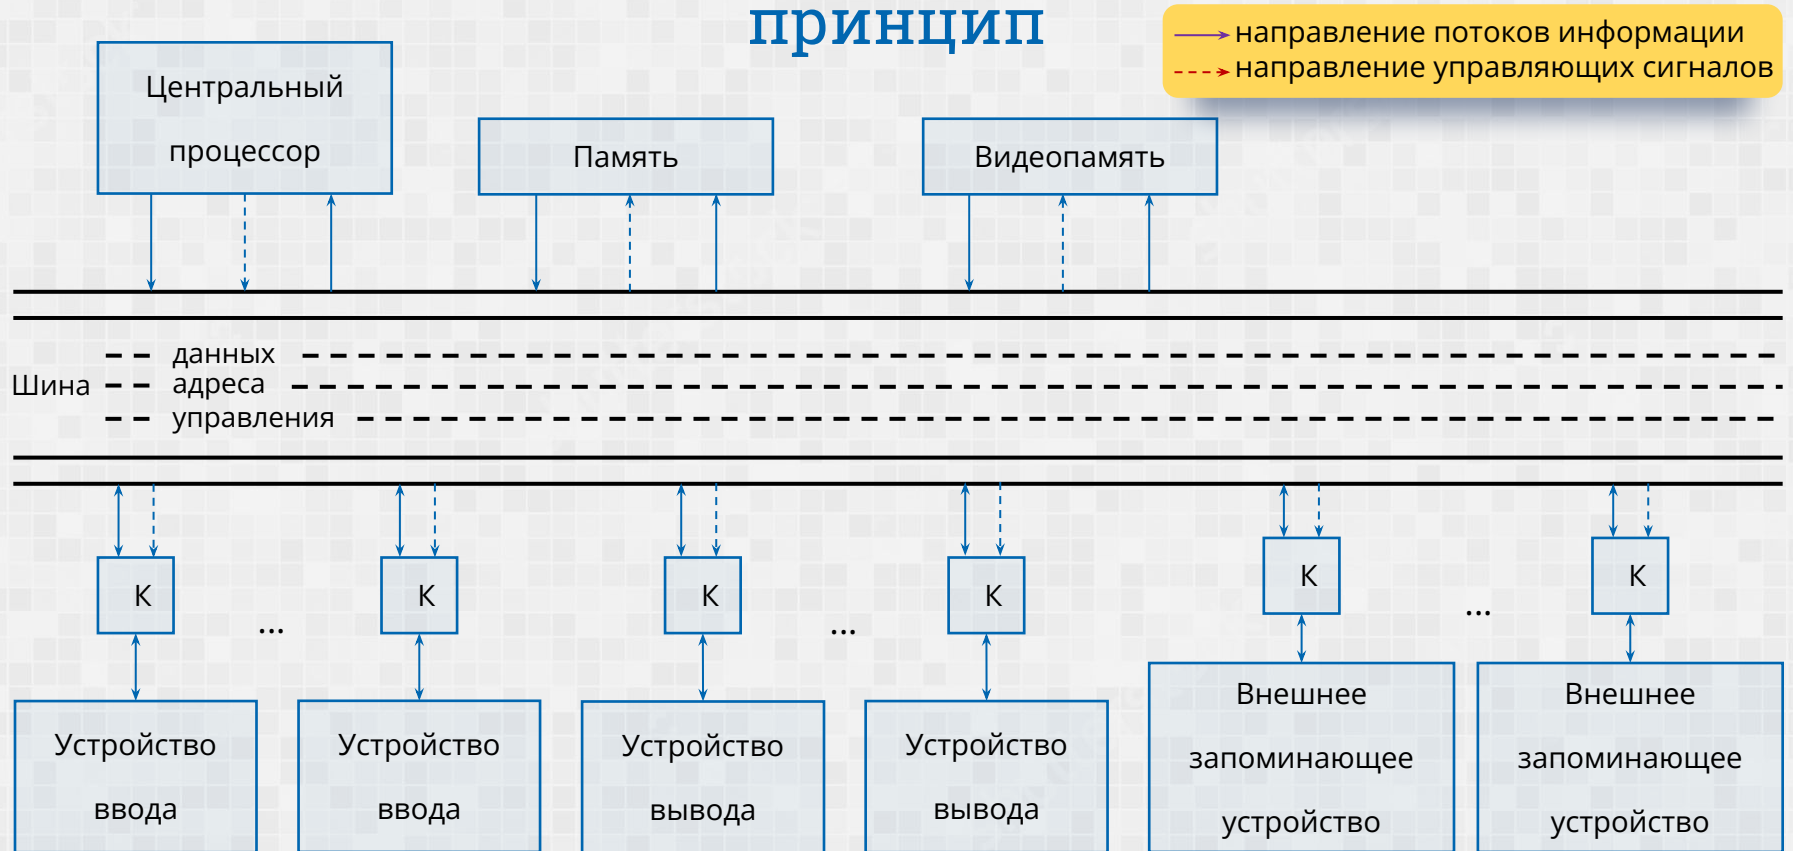 принцип
направление потоков информации
направление управляющих сигналов
Центральный
процессор
Память
Видеопамять
данных
Шина
адреса
управления
К
К
К
К
К
К
...
...
...
Устройство
ввода
Устройство
ввода
Устройство
вывода
Устройство
вывода
Внешнее
запоминающее
устройство
Внешнее
запоминающее
устройство